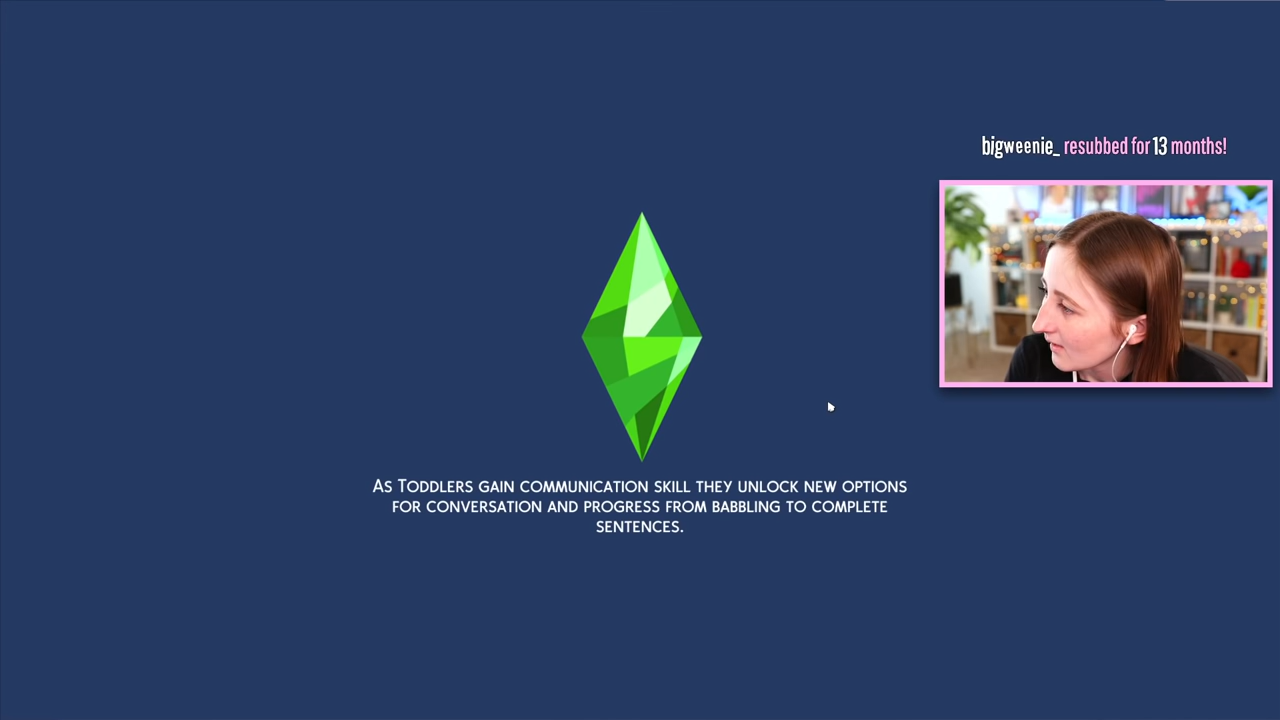 bigweenie_ resubbed for 13 months!
As Toddlers gain communication skill they unlock new options
for conversation and progress from babbling to complete
sentences.